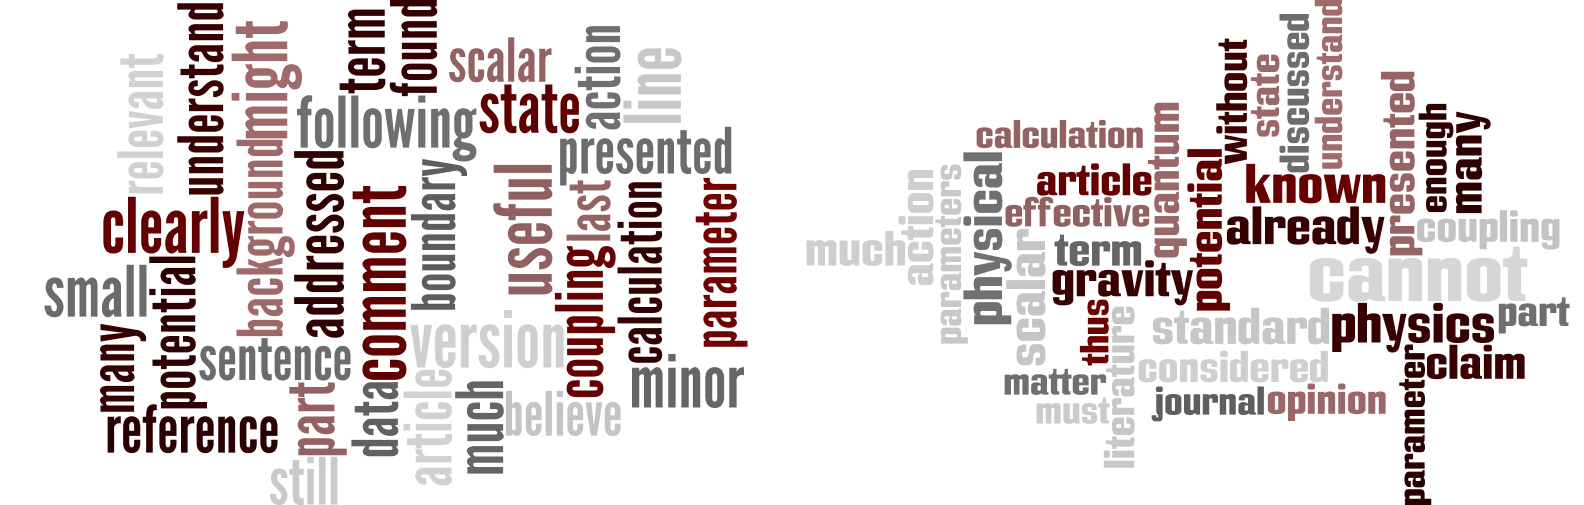 relevant
understand
might
background
term
found
scalar
state
action
line
following
presented
clearly
addressed
comment
boundary
useful
last
coupling
calculation
parameter
small
potential
many
sentence
version
minor
reference
part
data
article
much
believe
still
calculation
physical
action
parameters
much
scalar
article
effective
term
gravity
quantum
potential
without
state
discussed
understand
known
already
presented
enough
many
coupling
cannot
thus
literature
standard
considered
physics
part
claim
matter
must
journal
opinion
parameter